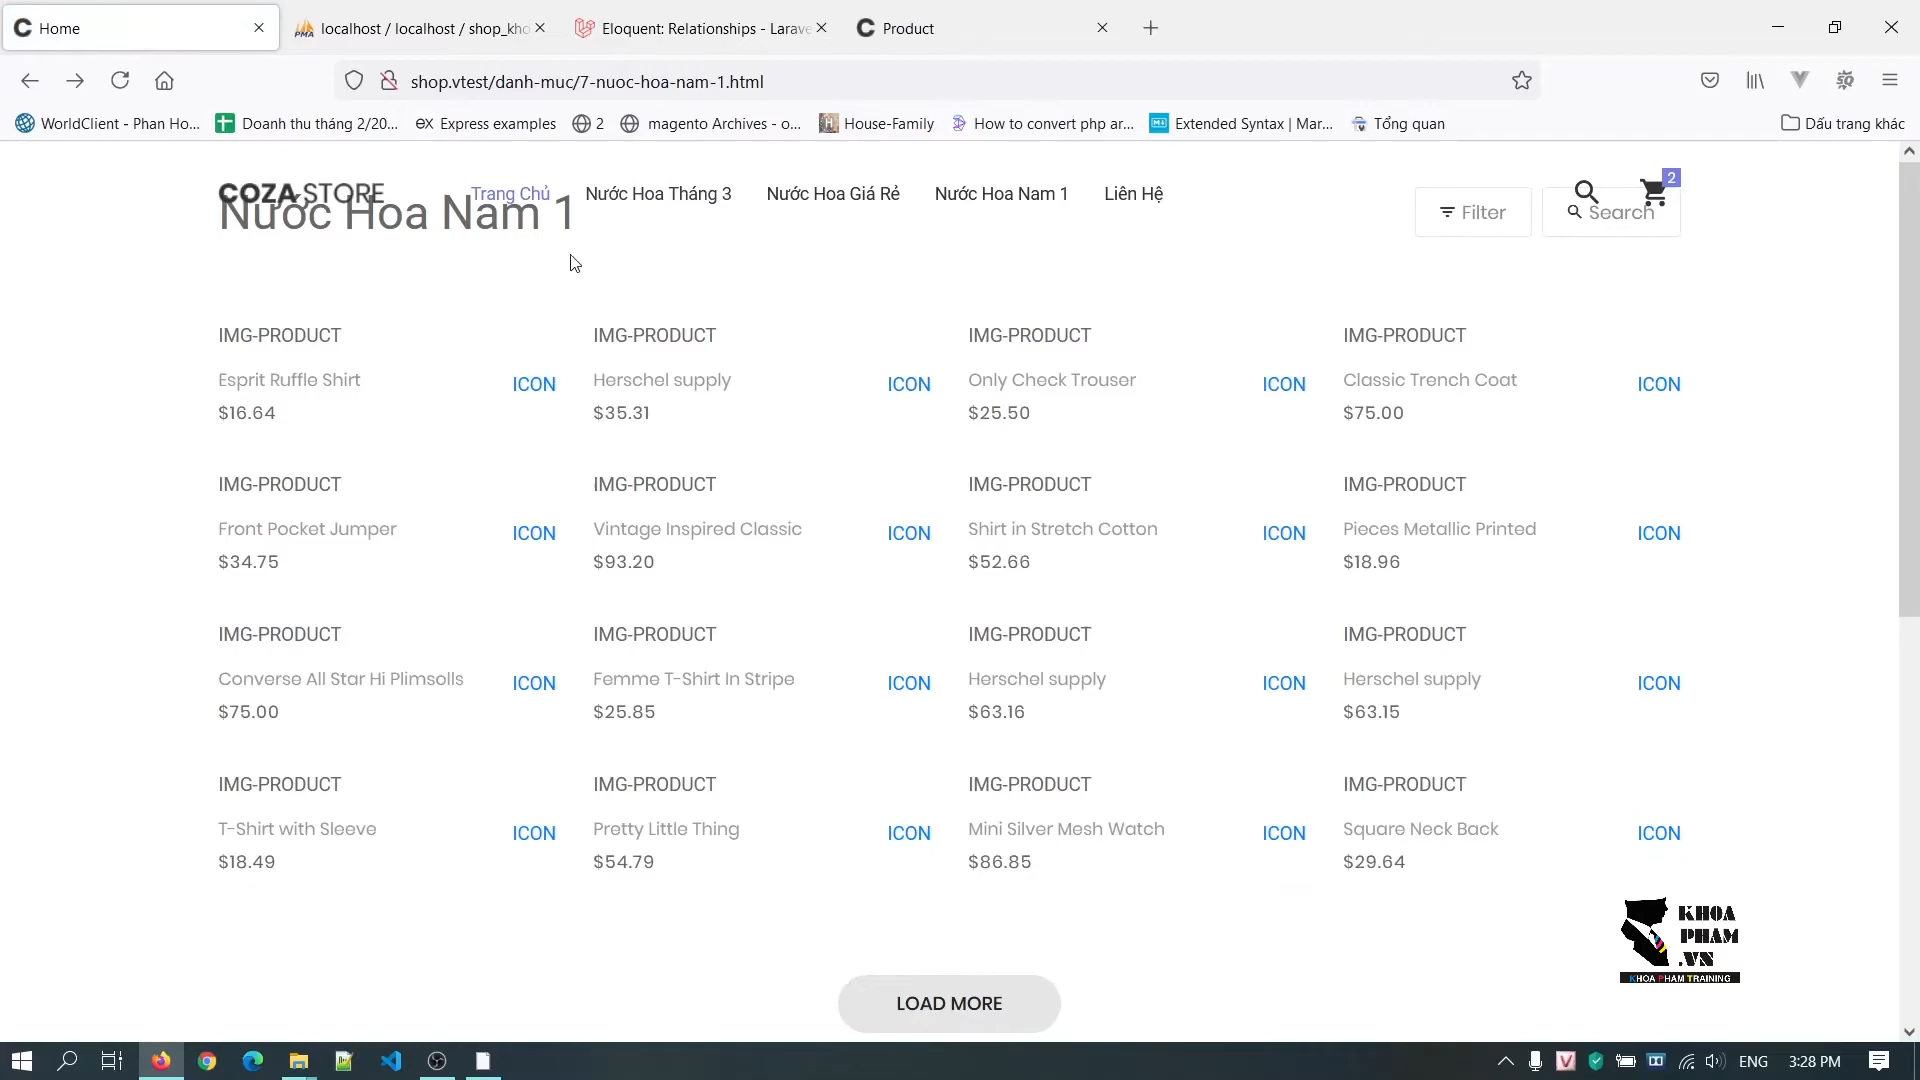 Home
localhost / localhost / shop_kho
Eloquent: Relationships - Larave
Product
shop.vtest/danh-muc/7-nuoc-hoa-nam-1.html
WorldClient - Phan Ho...
Doanh thu tháng 2/20...
ex Express examples
2
magento Archives - o...
House-Family
How to convert php ar...
Extended Syntax | Mar...
Tổng quan
Dấu trang khác
COZA STORE
Trang Chủ
Nước Hoa Tháng 3
Nước Hoa Giá Rẻ
Nước Hoa Nam 1
Liên Hệ
2
Nước Hoa Nam 1
Filter
Search
IMG-PRODUCT IMG-PRODUCT IMG-PRODUCT IMG-PRODUCT
Esprit Ruffle Shirt ICON Herschel supply ICON Only Check Trouser ICON Classic Trench Coat ICON
$16.64 $35.31 $25.50 $75.00
IMG-PRODUCT IMG-PRODUCT IMG-PRODUCT IMG-PRODUCT
Front Pocket Jumper ICON Vintage Inspired Classic ICON Shirt in Stretch Cotton ICON Pieces Metallic Printed ICON
$34.75 $93.20 $52.66 $18.96
IMG-PRODUCT IMG-PRODUCT IMG-PRODUCT IMG-PRODUCT
Converse All Star Hi Plimsolls ICON Femme T-Shirt In Stripe ICON Herschel supply ICON Herschel supply ICON
$75.00 $25.85 $63.16 $63.15
IMG-PRODUCT IMG-PRODUCT IMG-PRODUCT IMG-PRODUCT
T-Shirt with Sleeve ICON Pretty Little Thing ICON Mini Silver Mesh Watch ICON Square Neck Back ICON
$18.49 $54.79 $86.85 $29.64
KHOA
PHAM
.VN
KHOA PHAM TRAINING
LOAD MORE
ENG
3:28 PM